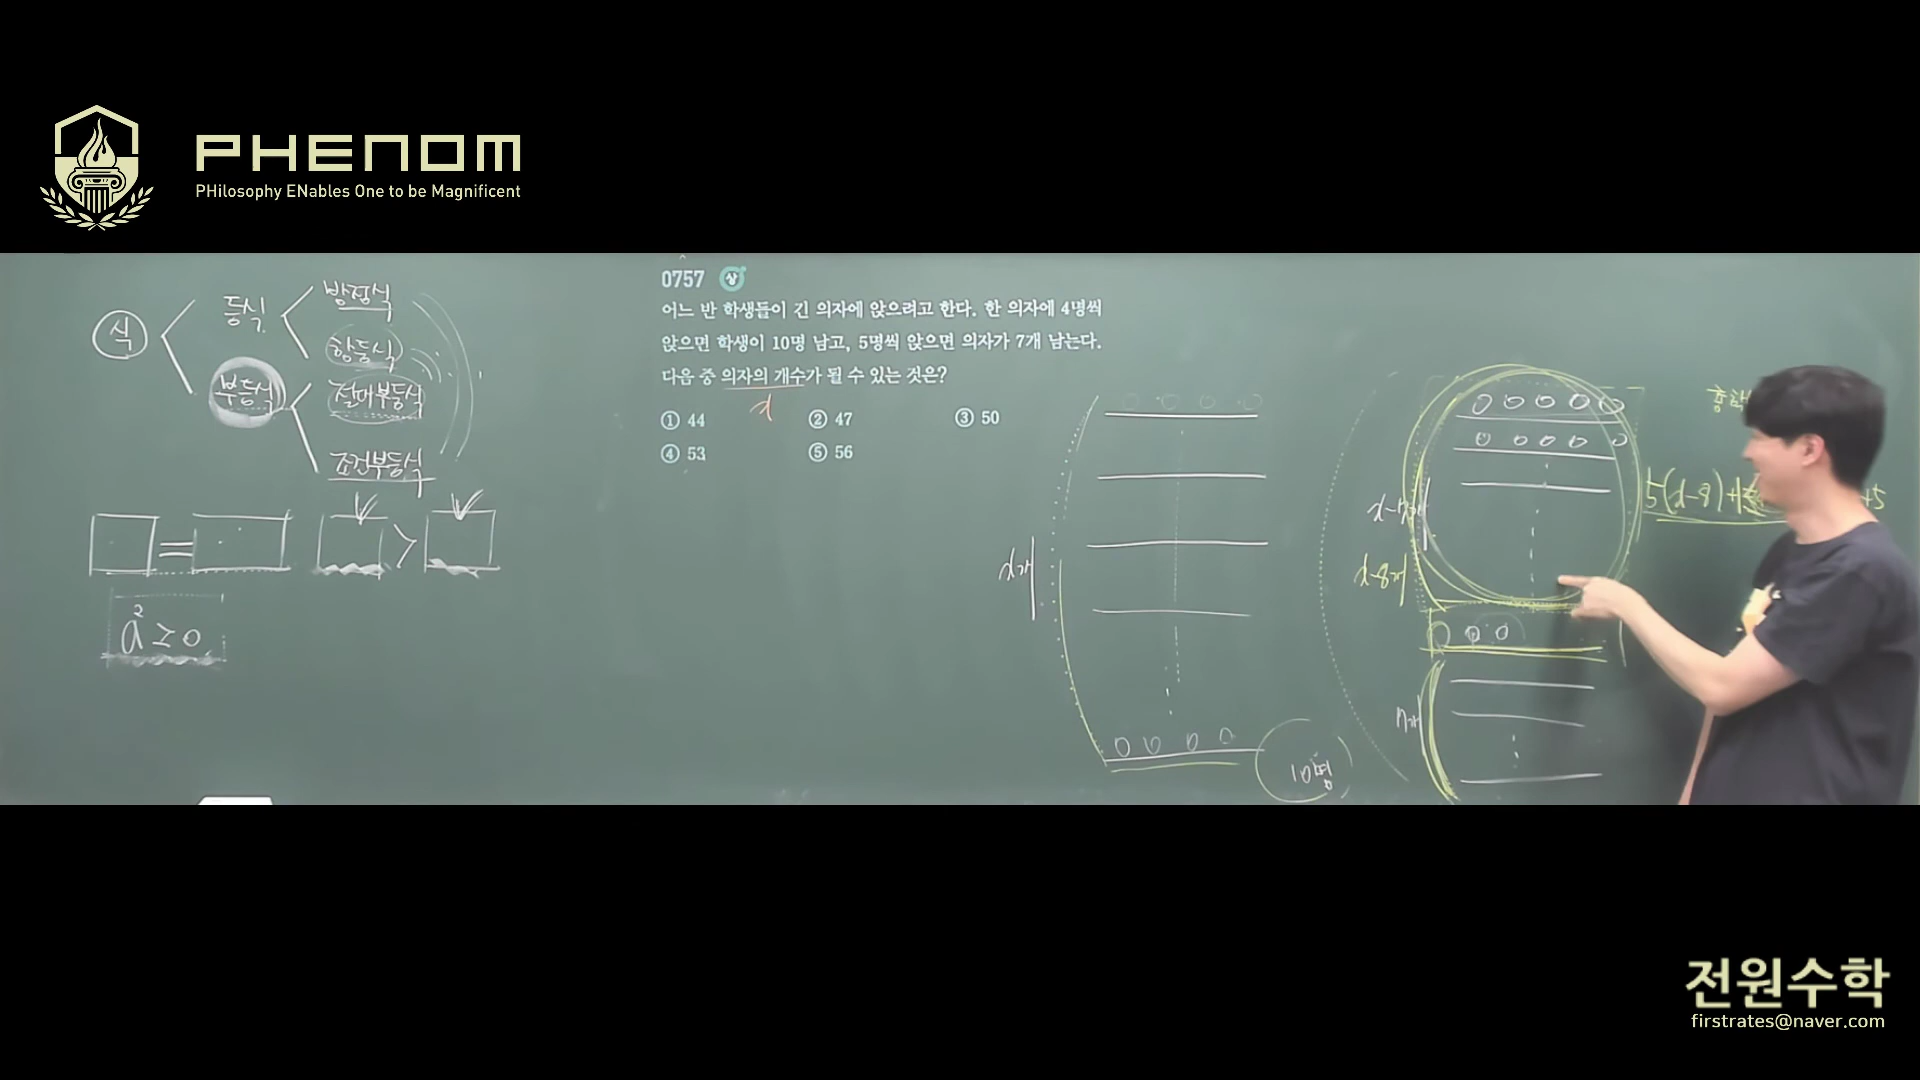 PHENOM
PHilosophy ENables One to be Magnificent
식
등식
방정식
항등식
부등식
절대부등식
조건부등식
=
>
a² ≥ 0
0757 상
어느 반 학생들이 긴 의자에 앉으려고 한다. 한 의자에 4명씩
앉으면 학생이 10명 남고, 5명씩 앉으면 의자가 7개 남는다.
다음 중 의자의 개수가 될 수 있는 것은?
x
① 44 ② 47 ③ 50
④ 53 ⑤ 56
x개
10명
x-7개
x-8개
7개
5(x-8)+
+5
전원수학
firstrates@naver.com